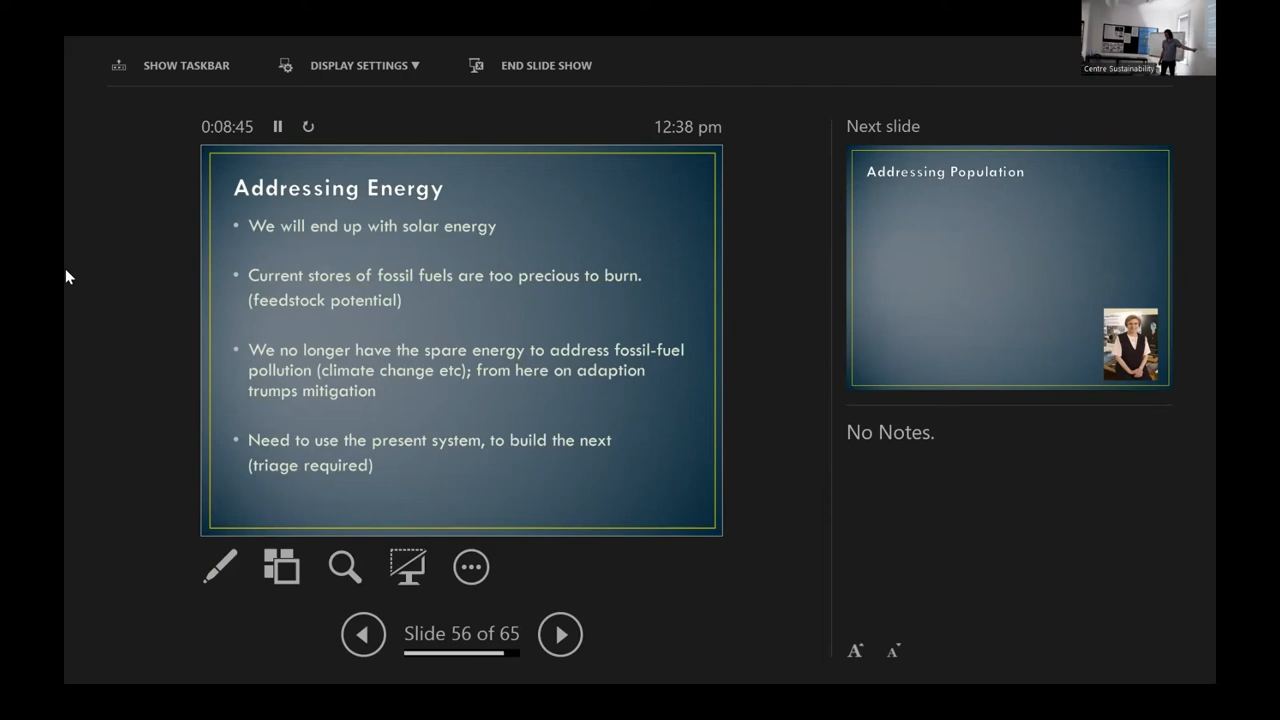 SHOW TASKBAR
DISPLAY SETTINGS ▼
END SLIDE SHOW
Centre Sustainability
0:08:45
12:38 pm
Addressing Energy
• We will end up with solar energy
• Current stores of fossil fuels are too precious to burn.
(feedstock potential)
• We no longer have the spare energy to address fossil-fuel
pollution (climate change etc); from here on adaption
trumps mitigation
• Need to use the present system, to build the next
(triage required)
Slide 56 of 65
Next slide
Addressing Population
No Notes.
A A